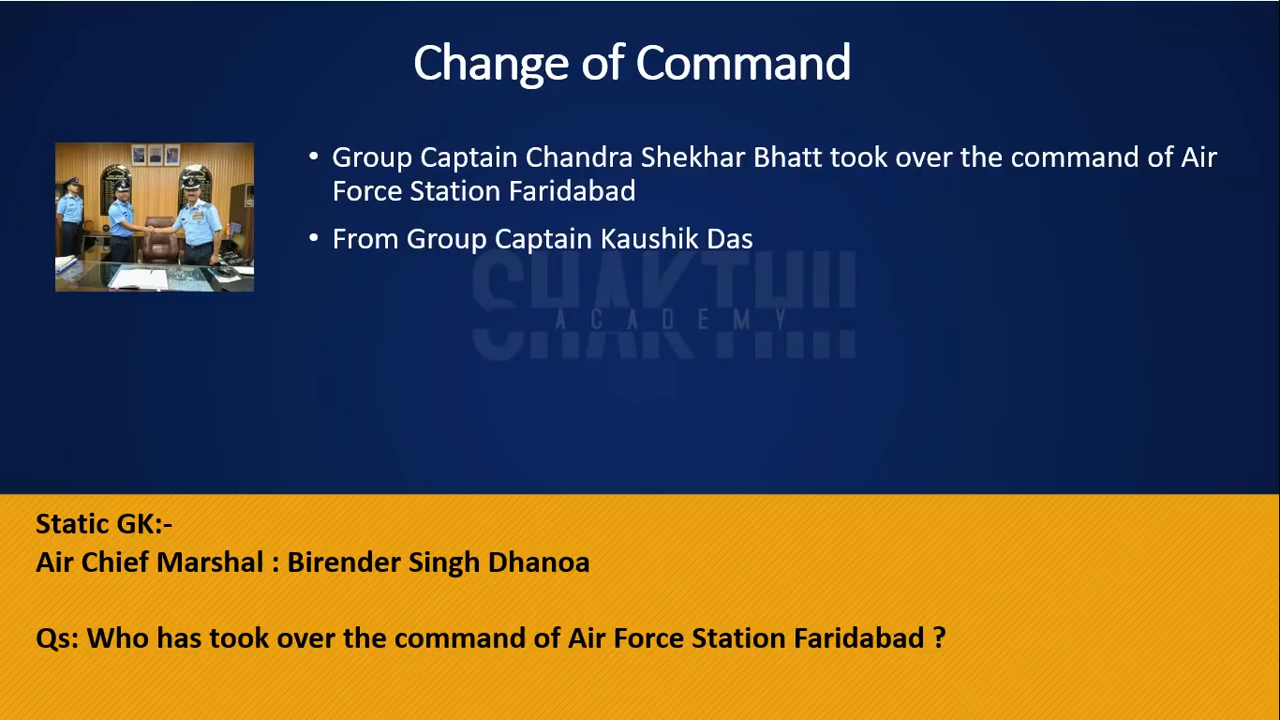 Change of Command
• Group Captain Chandra Shekhar Bhatt took over the command of Air
Force Station Faridabad
• From Group Captain Kaushik Das
SHAKTHII
ACADEMY
Static GK:-
Air Chief Marshal : Birender Singh Dhanoa
Qs: Who has took over the command of Air Force Station Faridabad ?